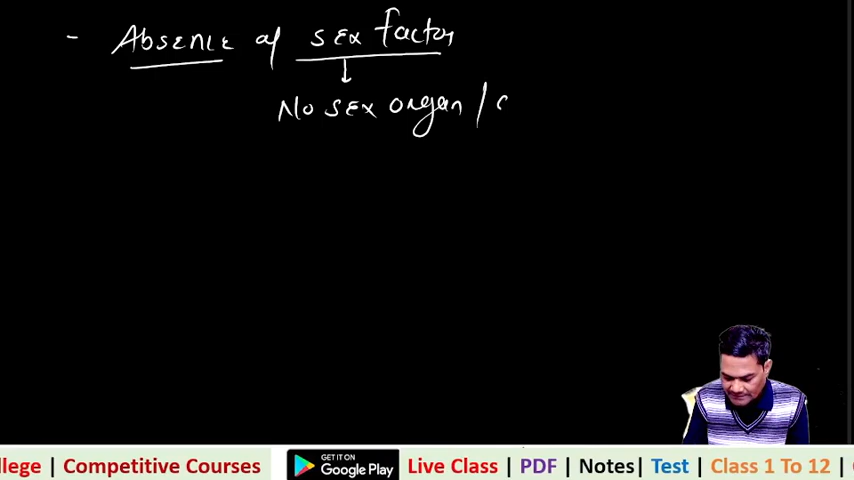 - Absence of sex factor
No sex organ / c
llege | Competitive Courses GET IT ON Google Play Live Class | PDF | Notes | Test | Class 1 To 12 |